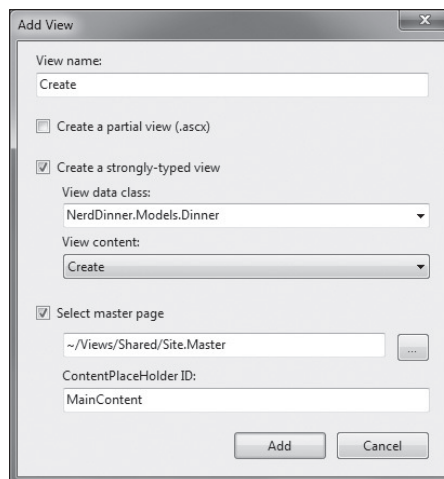 Add View
View name:
Create
Create a partial view (.ascx)
Create a strongly-typed view
View data class:
NerdDinner.Models.Dinner
View content:
Create
Select master page
~/Views/Shared/Site.Master
...
ContentPlaceHolder ID:
MainContent
Add
Cancel